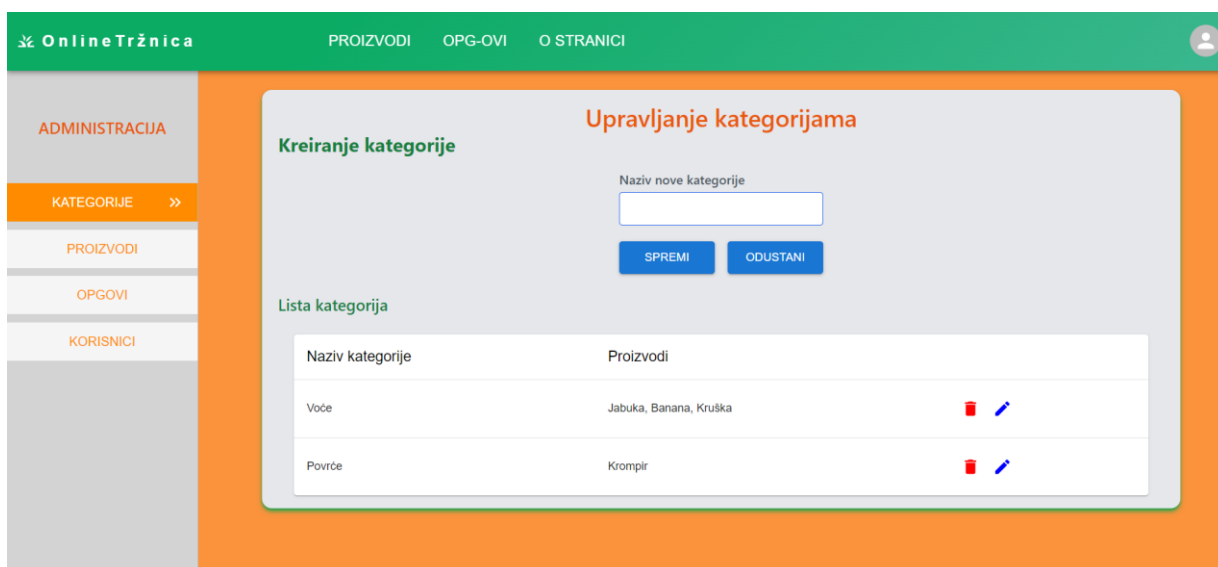 OnlineTržnica PROIZVODI OPG-OVI O STRANICI
ADMINISTRACIJA
KATEGORIJE
PROIZVODI
OPGOVI
KORISNICI
Upravljanje kategorijama
Kreiranje kategorije
Naziv nove kategorije
SPREMI ODUSTANI
Lista kategorija
Naziv kategorije Proizvodi
Voće Jabuka, Banana, Kruška
Povrće Krompir